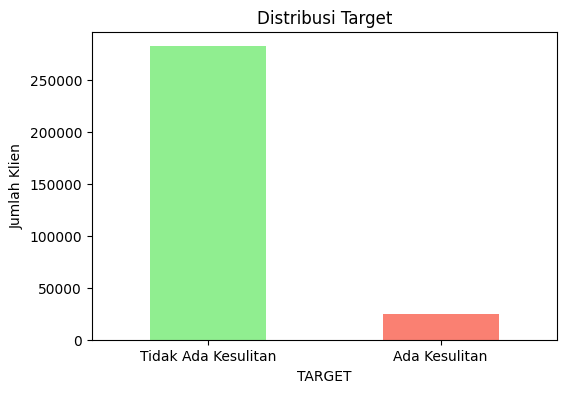 Distribusi Target
Jumlah Klien
250000
200000
150000
100000
50000
0
Tidak Ada Kesulitan
Ada Kesulitan
TARGET